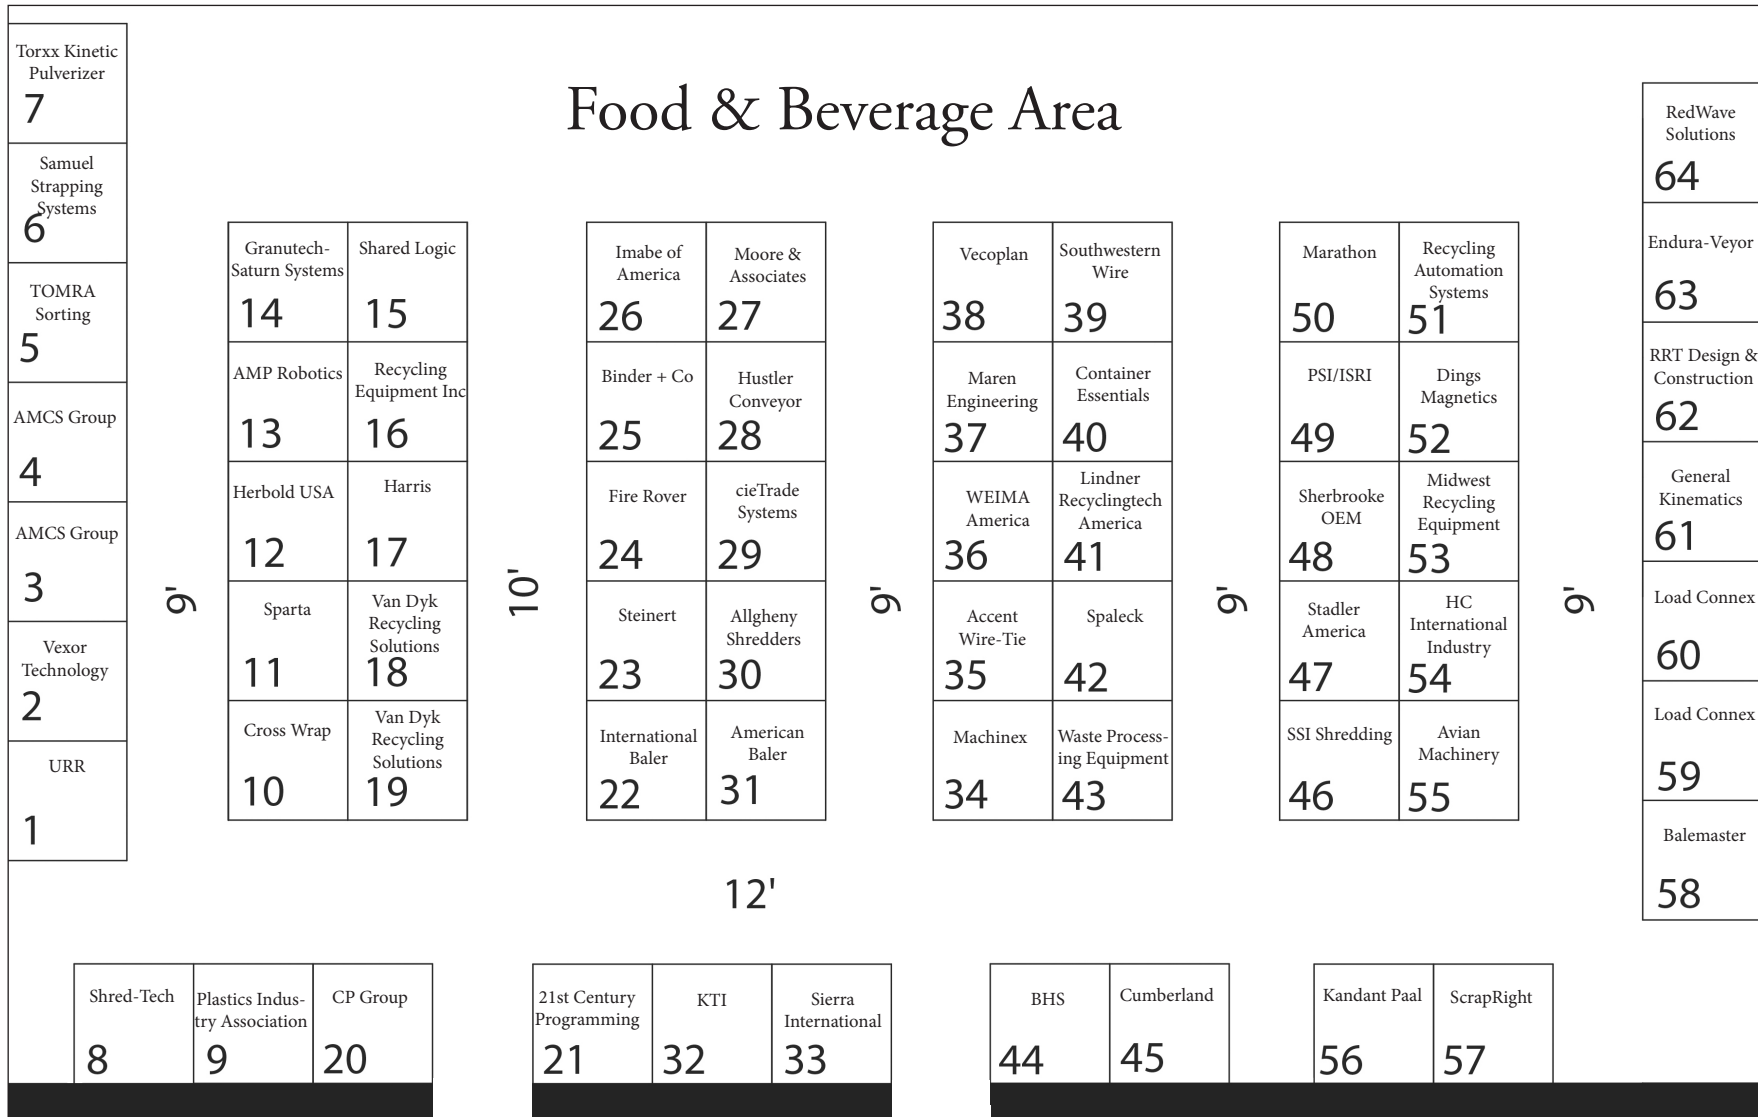 Food & Beverage Area
Torxx Kinetic
Pulverizer
7
Samuel
Strapping
Systems
6
TOMRA
Sorting
5
AMCS Group
4
AMCS Group
3
Vexor
Technology
2
URR
1
9'
Granutech-
Saturn Systems
14
Shared Logic
15
AMP Robotics
13
Recycling
Equipment Inc
16
Herbold USA
12
Harris
17
Sparta
11
Van Dyk
Recycling
Solutions
18
Cross Wrap
10
Van Dyk
Recycling
Solutions
19
10'
Imabe of
America
26
Moore &
Associates
27
Binder + Co
25
Hustler
Conveyor
28
Fire Rover
24
cieTrade
Systems
29
Steinert
23
Allgheny
Shredders
30
International
Baler
22
American
Baler
31
9'
Vecoplan
38
Southwestern
Wire
39
Maren
Engineering
37
Container
Essentials
40
WEIMA
America
36
Lindner
Recyclingtech
America
41
Accent
Wire-Tie
35
Spaleck
42
Machinex
34
Waste Process-
ing Equipment
43
9'
Marathon
50
Recycling
Automation
Systems
51
PSI/ISRI
49
Dings
Magnetics
52
Sherbrooke
OEM
48
Midwest
Recycling
Equipment
53
Stadler
America
47
HC
International
Industry
54
SSI Shredding
46
Avian
Machinery
55
9'
RedWave
Solutions
64
Endura-Veyor
63
RRT Design &
Construction
62
General
Kinematics
61
Load Connex
60
Load Connex
59
Balemaster
58
12'
Shred-Tech
8
Plastics Indus-
try Association
9
CP Group
20
21st Century
Programming
21
KTI
32
Sierra
International
33
BHS
44
Cumberland
45
Kandant Paal
56
ScrapRight
57